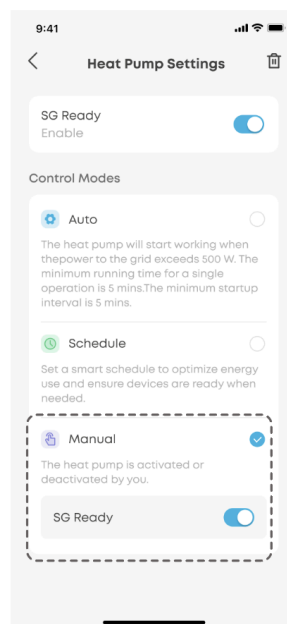 9:41
Heat Pump Settings
SG Ready
Enable
Control Modes
Auto
The heat pump will start working when
thepower to the grid exceeds 500 W. The
minimum running time for a single
operation is 5 mins.The minimum startup
interval is 5 mins.
Schedule
Set a smart schedule to optimize energy
use and ensure devices are ready when
needed.
Manual
The heat pump is activated or
deactivated by you.
SG Ready